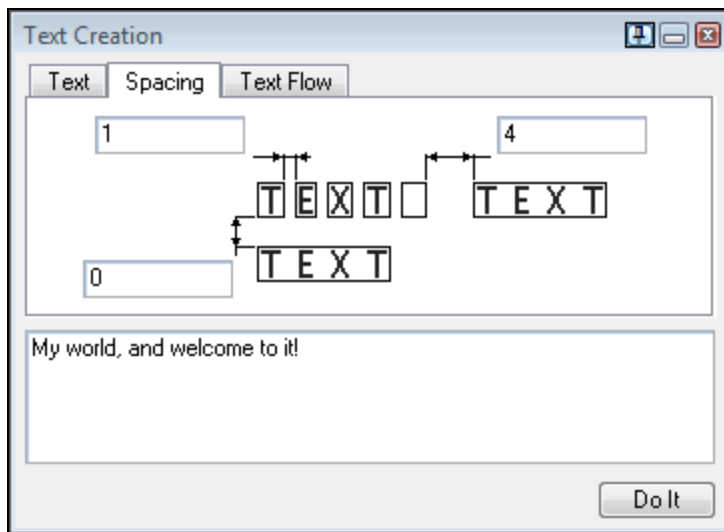 Text Creation
Text Spacing Text Flow
1 4
TEXT TEXT
0 TEXT
My world, and welcome to it!
Do It